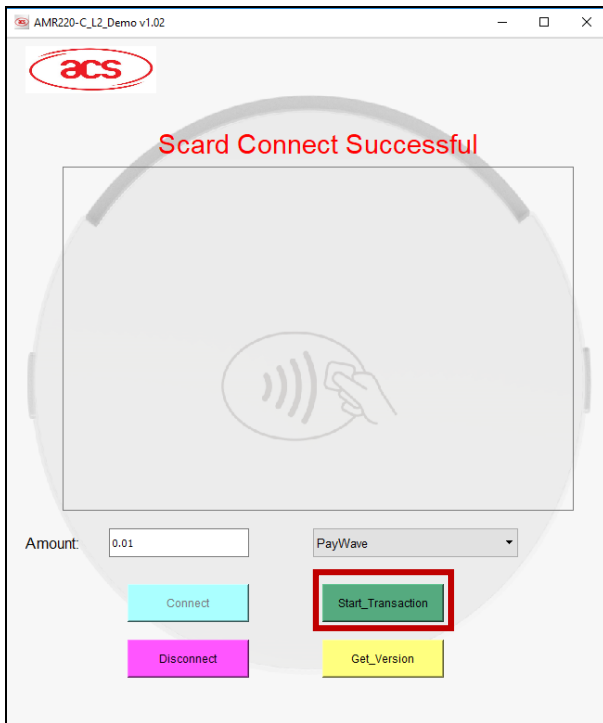 AMR220-C_L2_Demo v1.02
acs
Scard Connect Successful
Amount: 0.01 PayWave
Connect Start_Transaction
Disconnect Get_Version